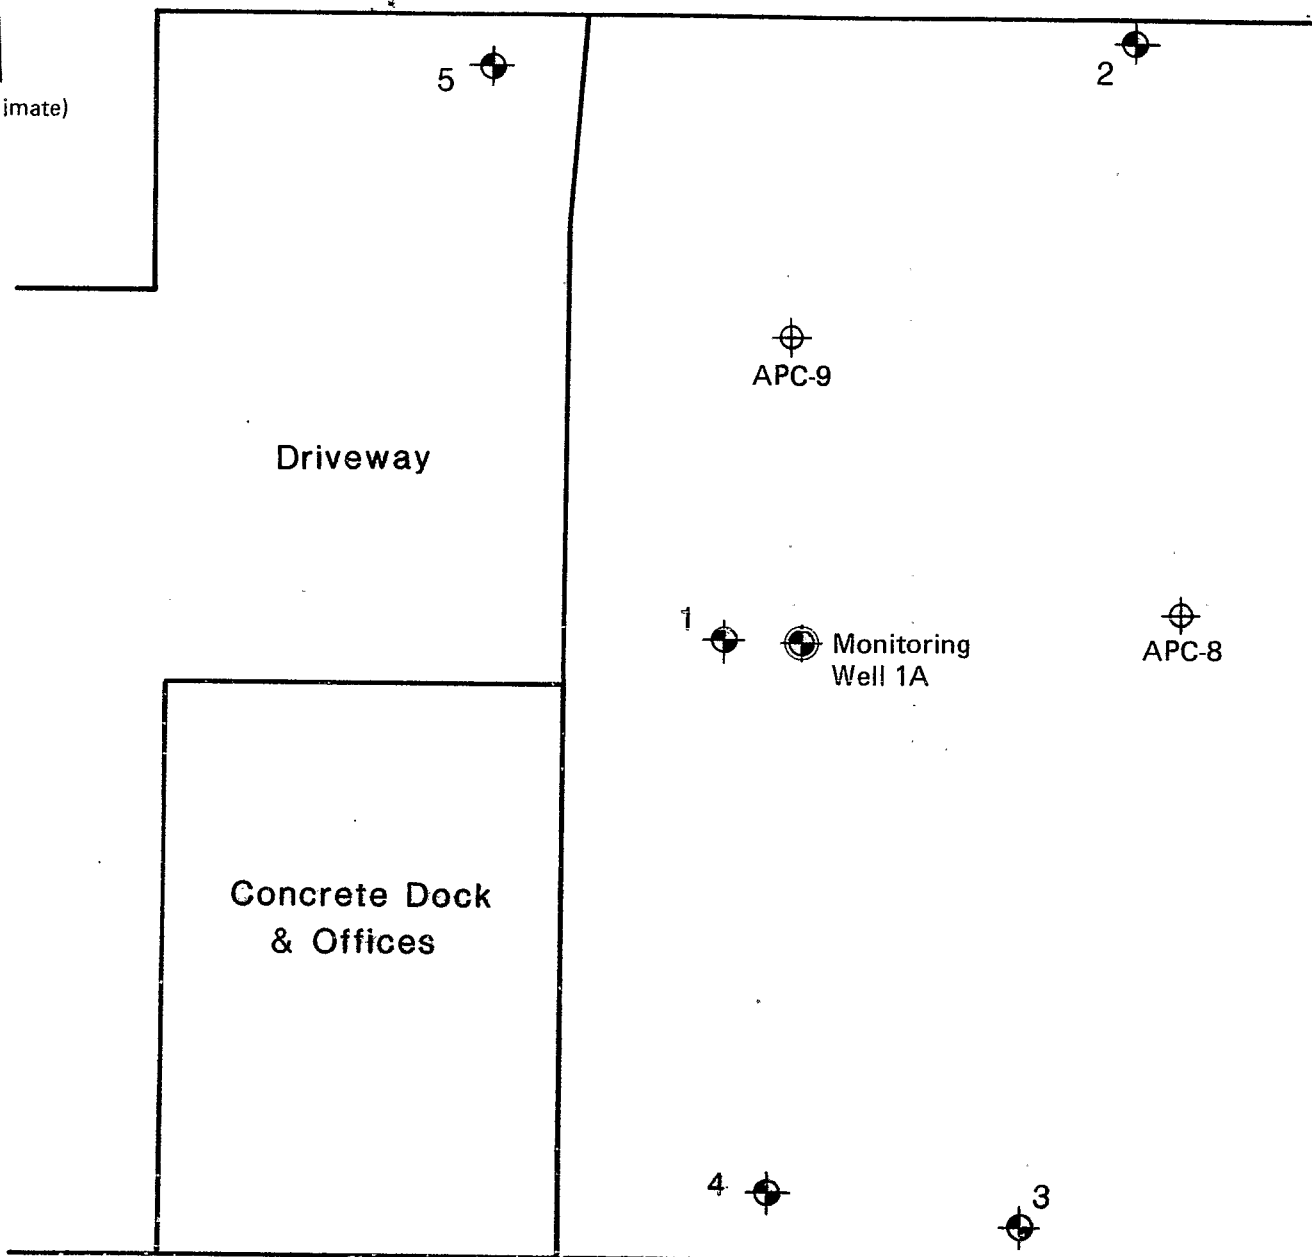 5
2
imate)
APC-9
Driveway
1
Monitoring
Well 1A
APC-8
Concrete Dock
& Offices
4
3